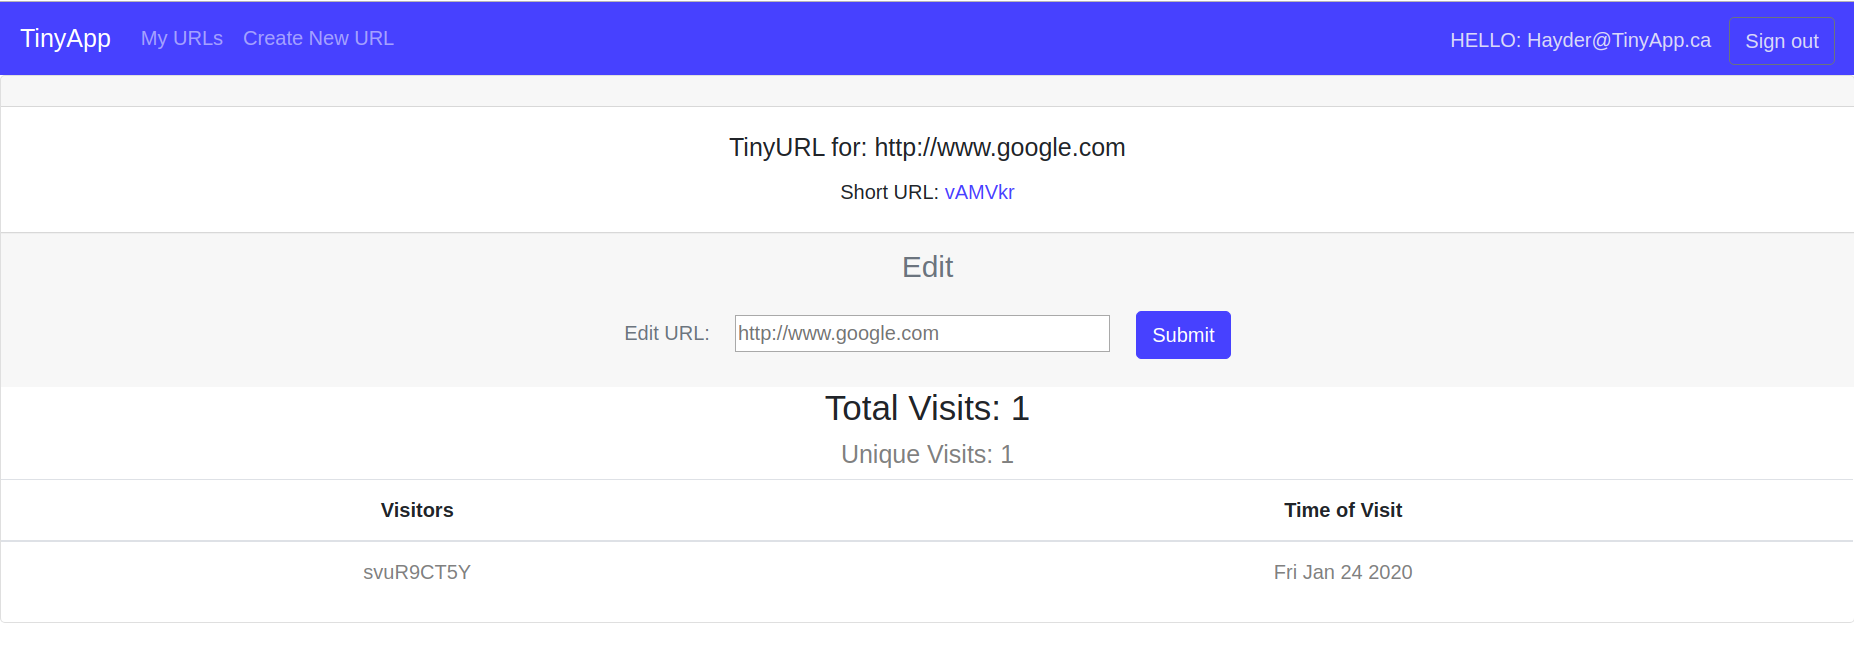 TinyApp My URLs Create New URL HELLO: Hayder@TinyApp.ca Sign out
TinyURL for: http://www.google.com
Short URL: vAMVkr
Edit
Edit URL: http://www.google.com Submit
Total Visits: 1
Unique Visits: 1
Visitors Time of Visit
svuR9CT5Y Fri Jan 24 2020